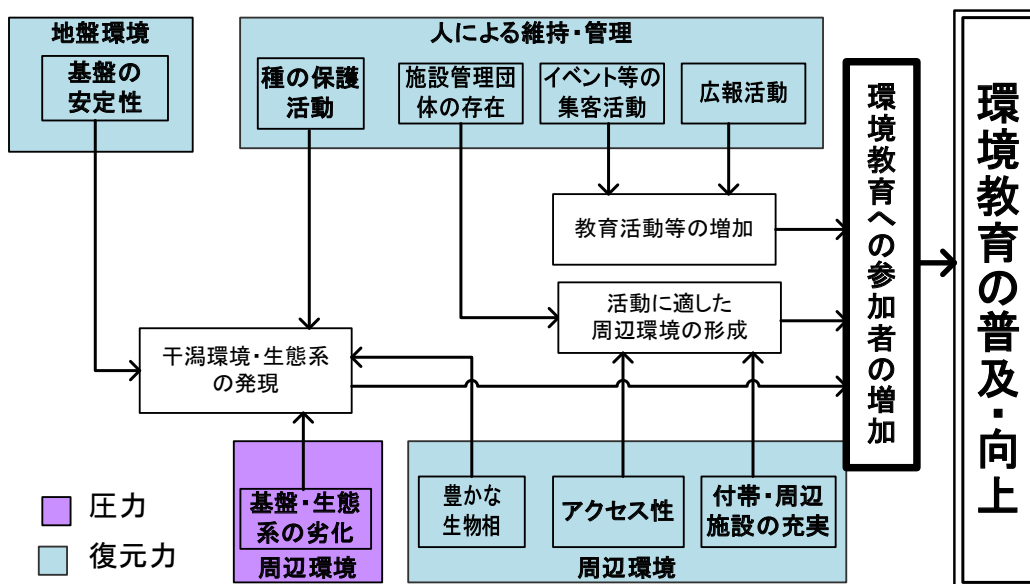 地盤環境
基盤の
安定性
人による維持・管理
種の保護
活動
施設管理団
体の存在
イベント等の
集客活動
広報活動
教育活動等の増加
活動に適した
周辺環境の形成
干潟環境・生態系
の発現
基盤・生態
系の劣化
周辺環境
豊かな
生物相
アクセス性
付帯・周辺
施設の充実
周辺環境
環境教育への参加者の増加
環境教育の普及・向上
圧力
復元力